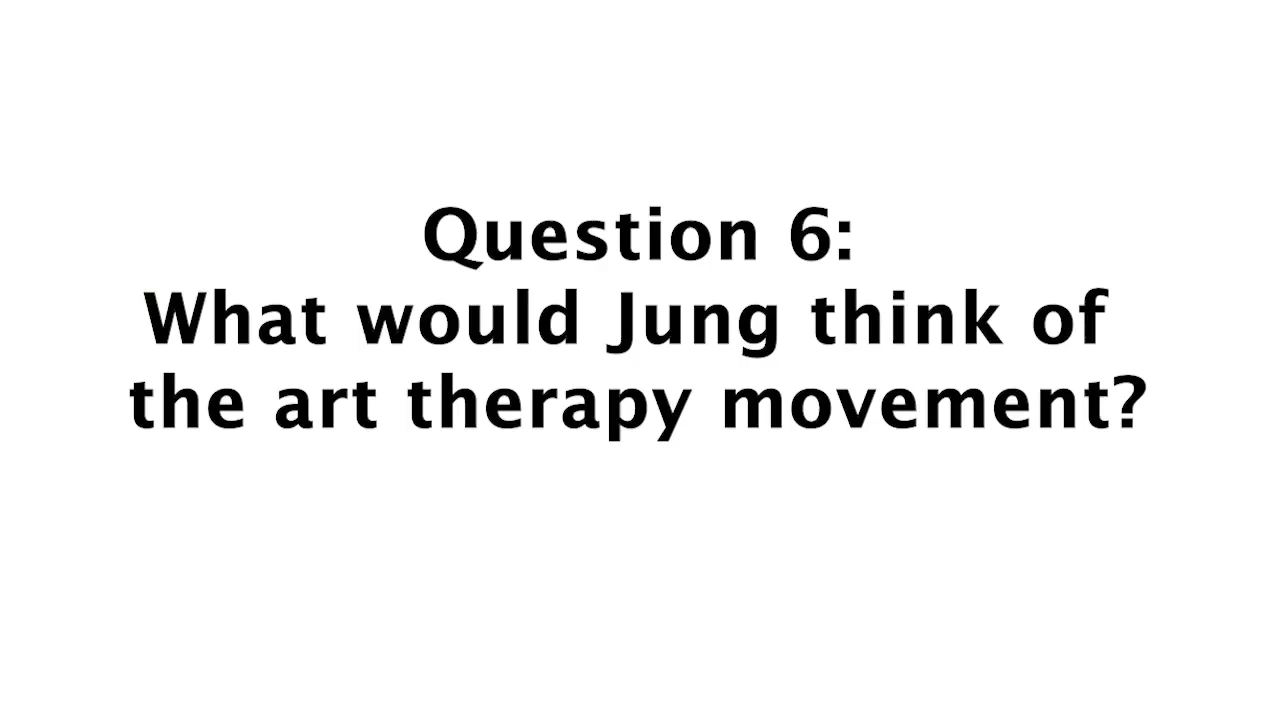 Question 6:
What would Jung think of
the art therapy movement?